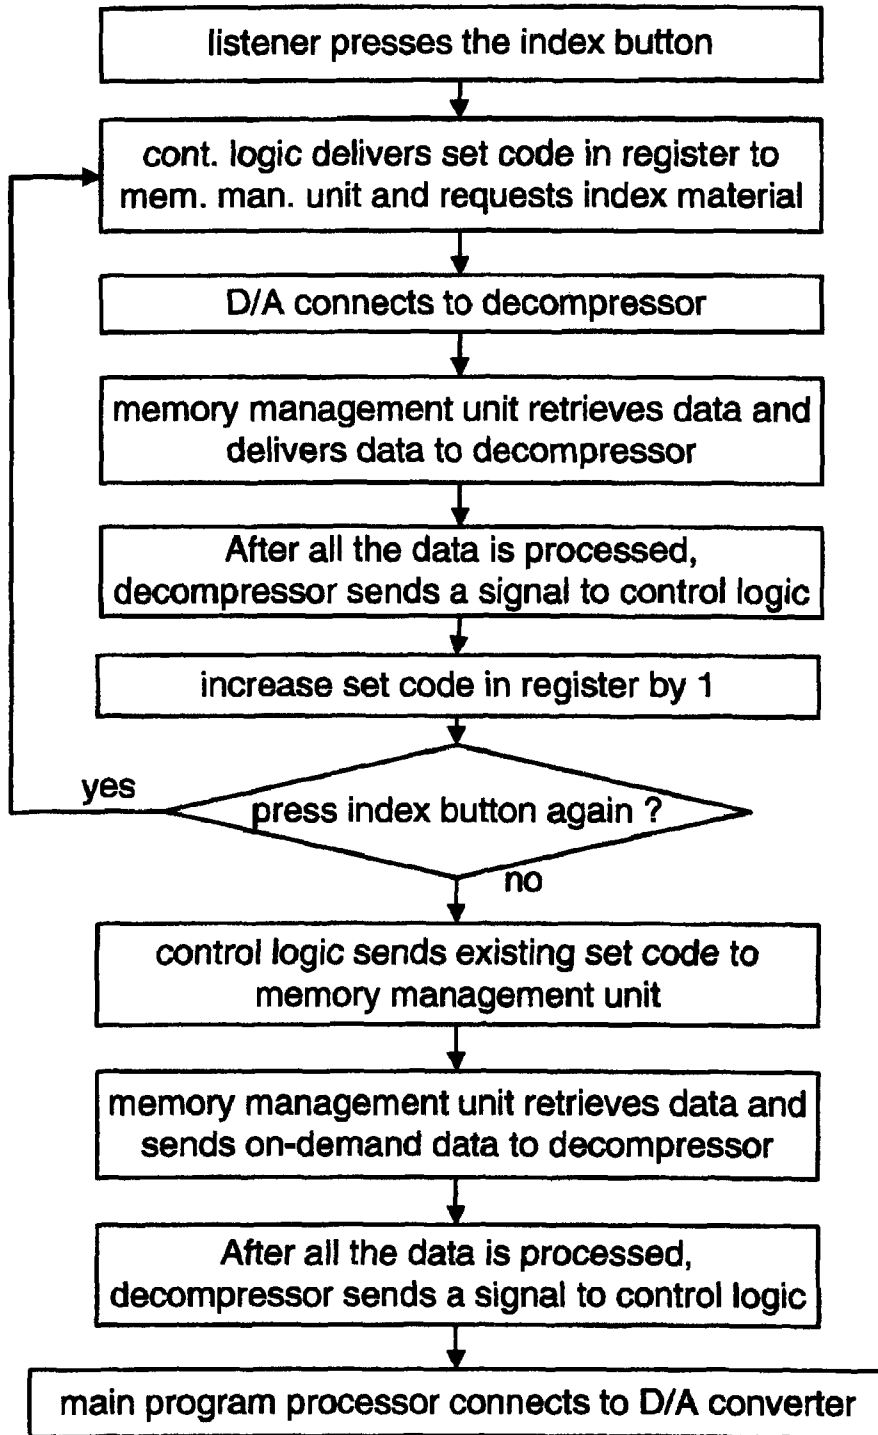 listener presses the index button
cont. logic delivers set code in register to
mem. man. unit and requests index material
D/A connects to decompressor
memory management unit retrieves data and
delivers data to decompressor
After all the data is processed,
decompressor sends a signal to control logic
increase set code in register by 1
yes
press index button again ?
no
control logic sends existing set code to
memory management unit
memory management unit retrieves data and
sends on-demand data to decompressor
After all the data is processed,
decompressor sends a signal to control logic
main program processor connects to D/A converter